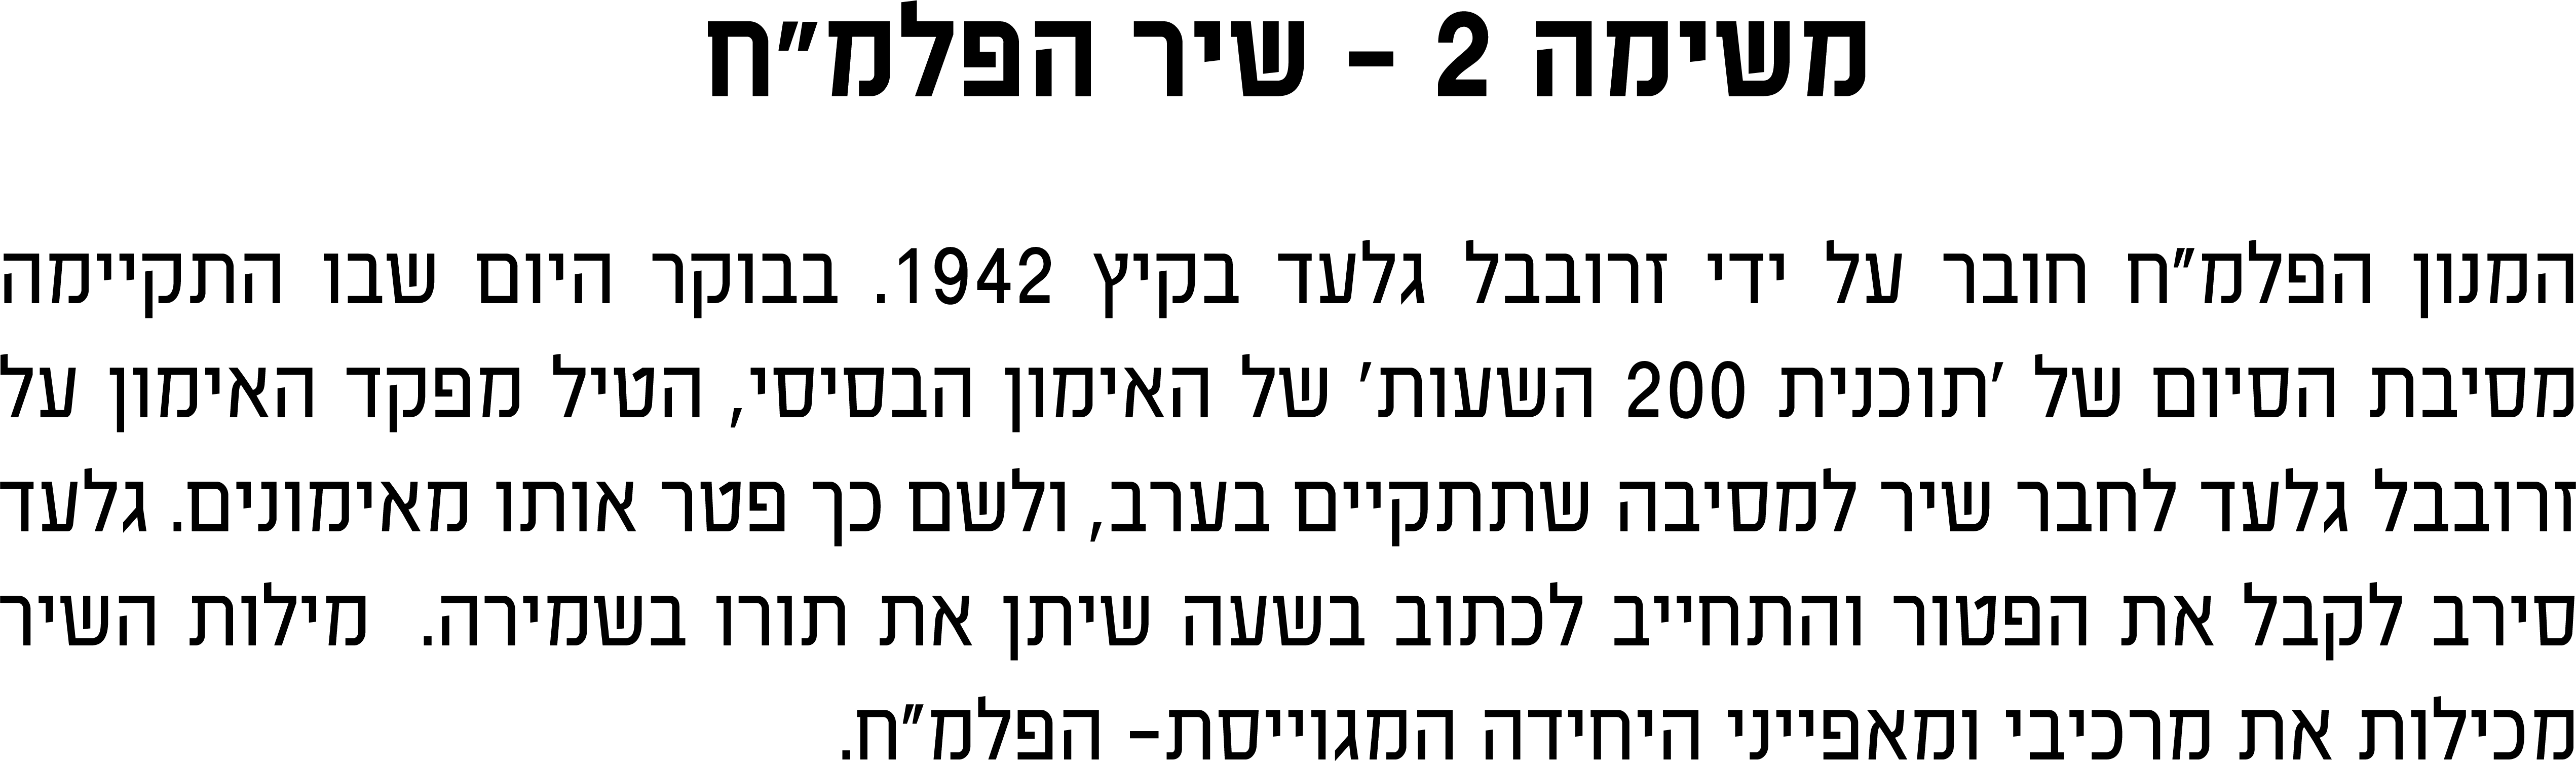 משימה 2 - שיר הפלמ"ח
המנון הפלמ"ח חובר על ידי זרובבל גלעד בקיץ 1942. בבוקר היום שבו התקיימה
מסיבת הסיום של 'תוכנית 200 השעות' של האימון הבסיסי, הטיל מפקד האימון על
זרובבל גלעד לחבר שיר למסיבה שתתקיים בערב, ולשם כך פטר אותו מאימונים. גלעד
סירב לקבל את הפטור והתחייב לכתוב בשעה שיתן את תורו בשמירה. מילות השיר
מכילות את מרכיבי ומאפייני היחידה המגוייסת- הפלמ"ח.